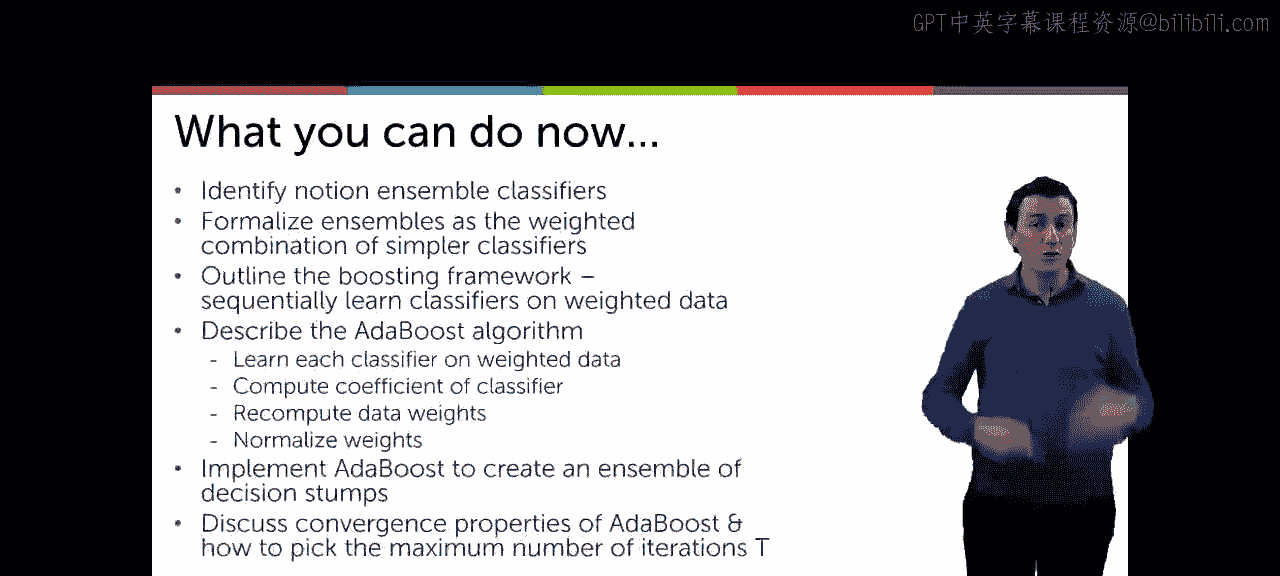 GPT中英字幕课程资源@bilibili.com
What you can do now...
• Identify notion ensemble classifiers
• Formalize ensembles as the weighted
combination of simpler classifiers
• Outline the boosting framework –
sequentially learn classifiers on weighted data
• Describe the AdaBoost algorithm
- Learn each classifier on weighted data
- Compute coefficient of classifier
- Recompute data weights
- Normalize weights
• Implement AdaBoost to create an ensemble of
decision stumps
• Discuss convergence properties of AdaBoost &
how to pick the maximum number of iterations T